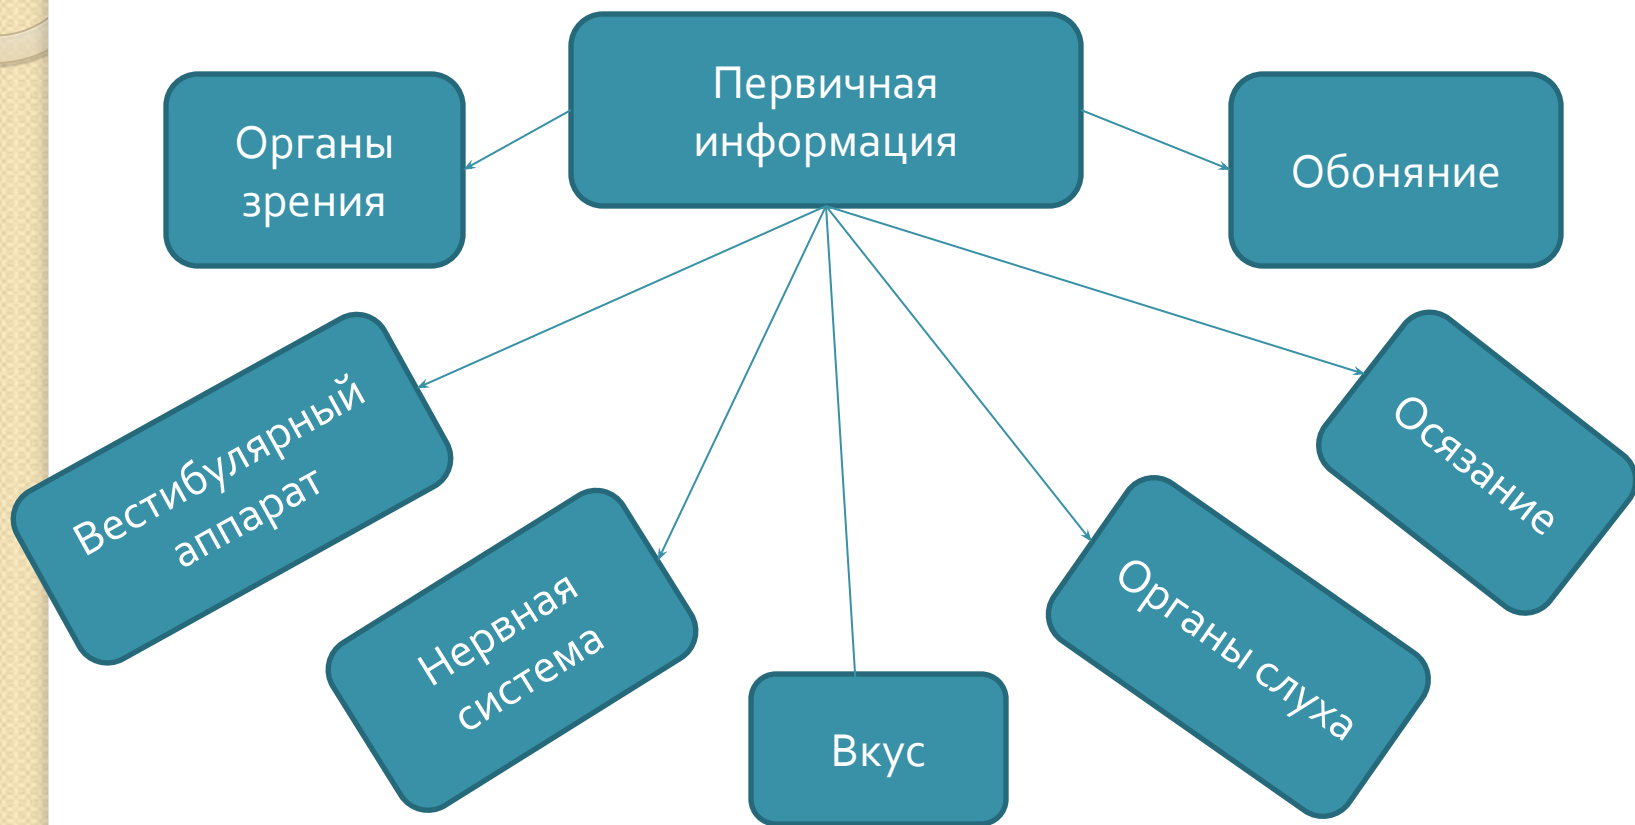 Первичная
информация
Органы
зрения
Обоняние
Вестибулярный
аппарат
Нервная
система
Вкус
Органы слуха
Осязание